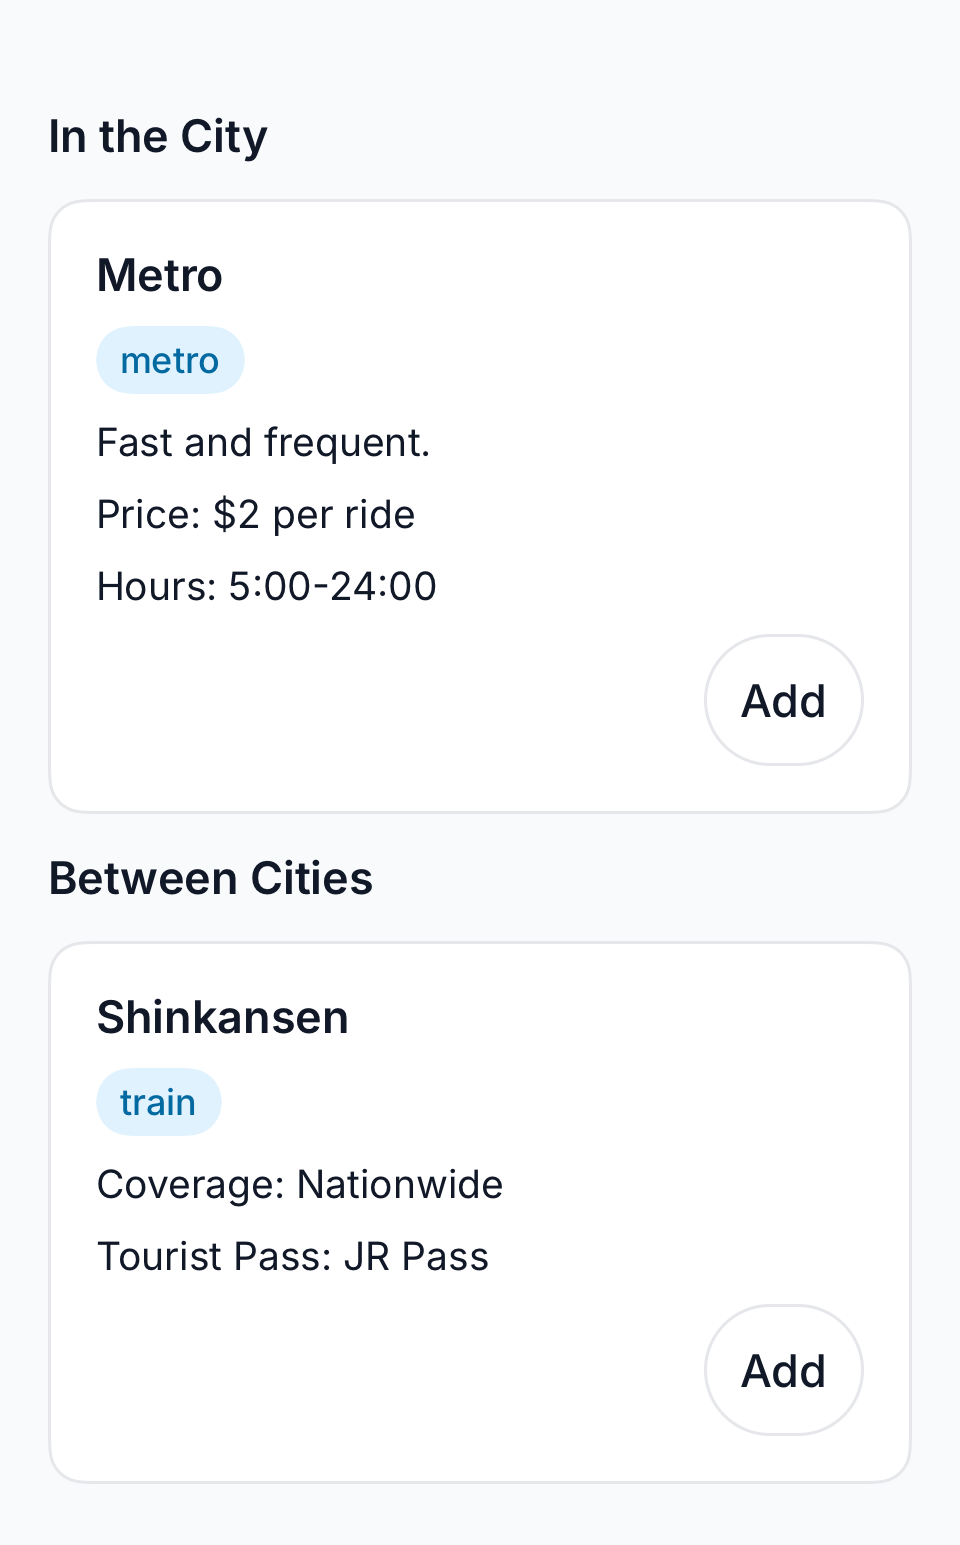 In the City
Metro
metro
Fast and frequent.
Price: $2 per ride
Hours: 5:00-24:00
Add
Between Cities
Shinkansen
train
Coverage: Nationwide
Tourist Pass: JR Pass
Add